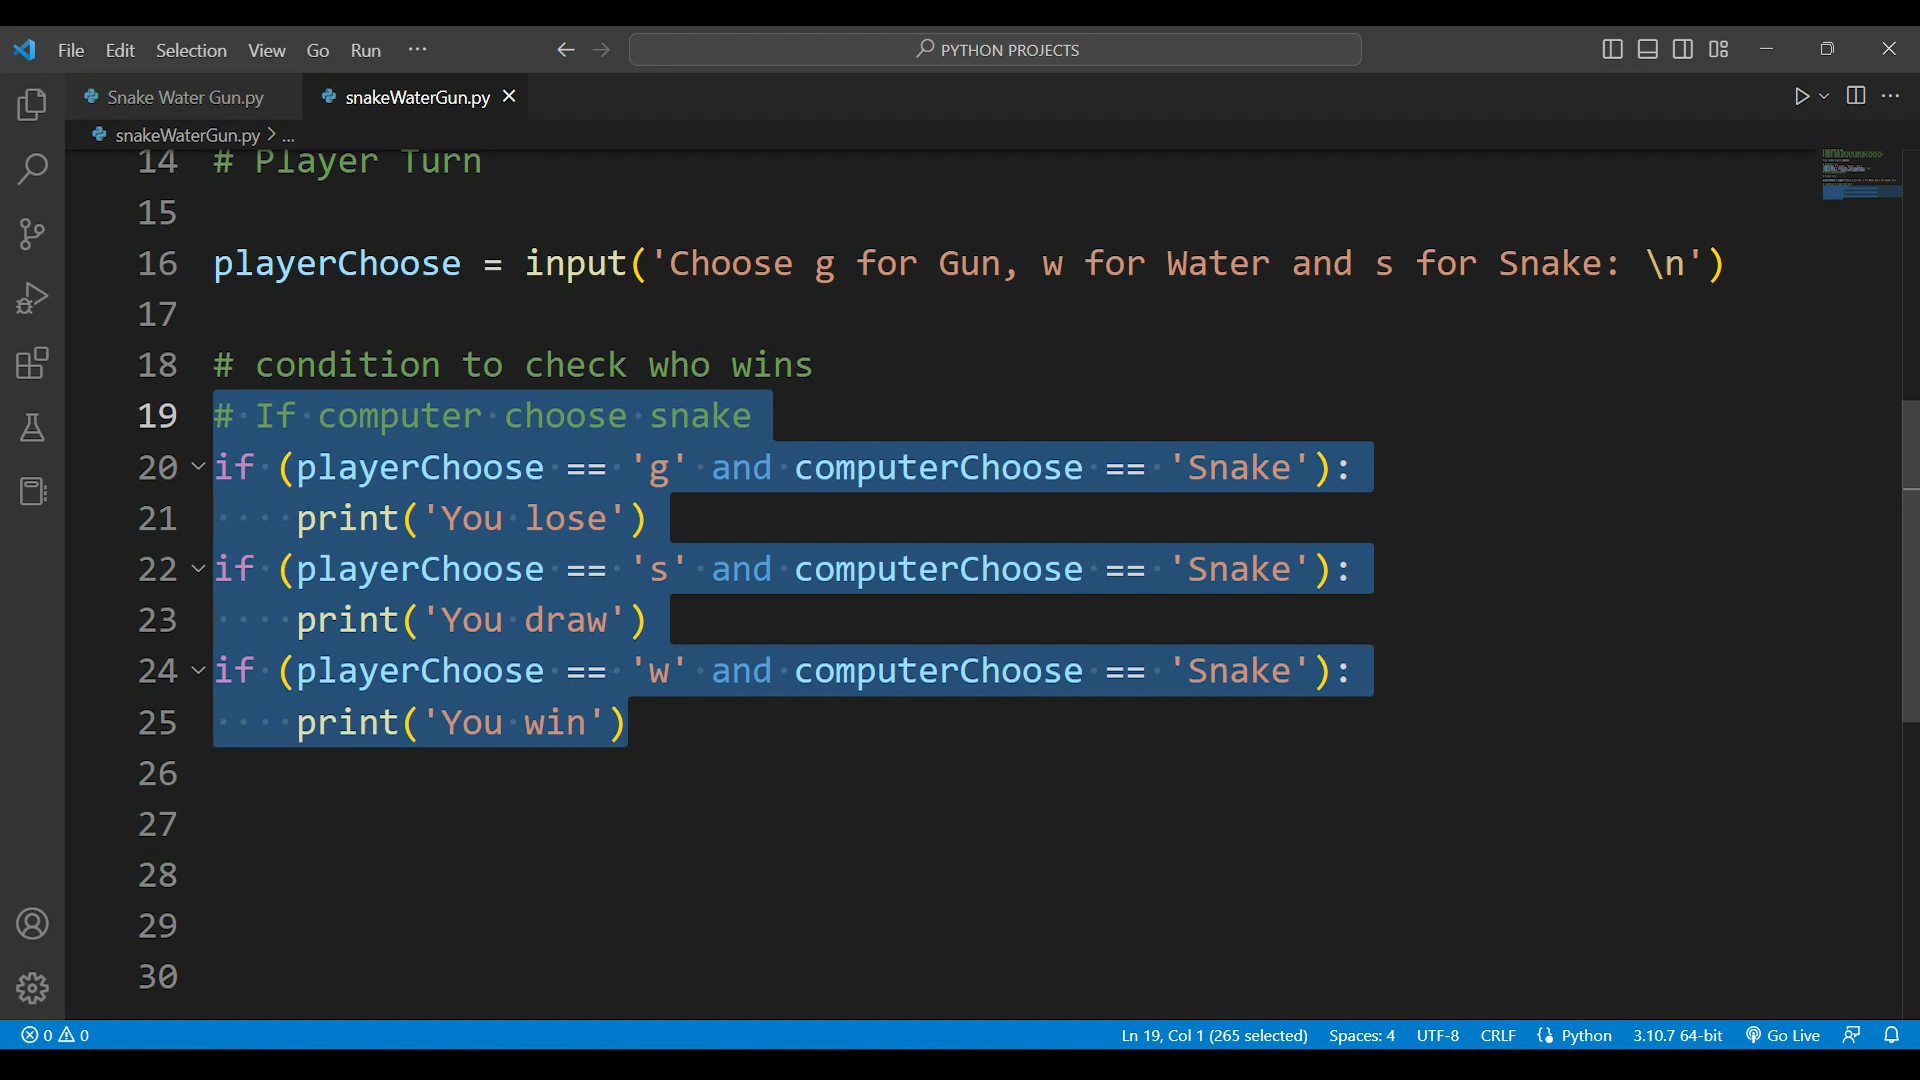 File Edit Selection View Go Run ···
PYTHON PROJECTS
Snake Water Gun.py
snakeWaterGun.py
snakeWaterGun.py > ...
14 # Player Turn
15
16 playerChoose = input('Choose g for Gun, w for Water and s for Snake: \n')
17
18 # condition to check who wins
19 # If computer choose snake
20 if (playerChoose == 'g' and computerChoose == 'Snake'):
21     print('You lose')
22 if (playerChoose == 's' and computerChoose == 'Snake'):
23     print('You draw')
24 if (playerChoose == 'w' and computerChoose == 'Snake'):
25     print('You win')
26
27
28
29
30
0 0 Ln 19, Col 1 (265 selected) Spaces: 4 UTF-8 CRLF Python 3.10.7 64-bit Go Live